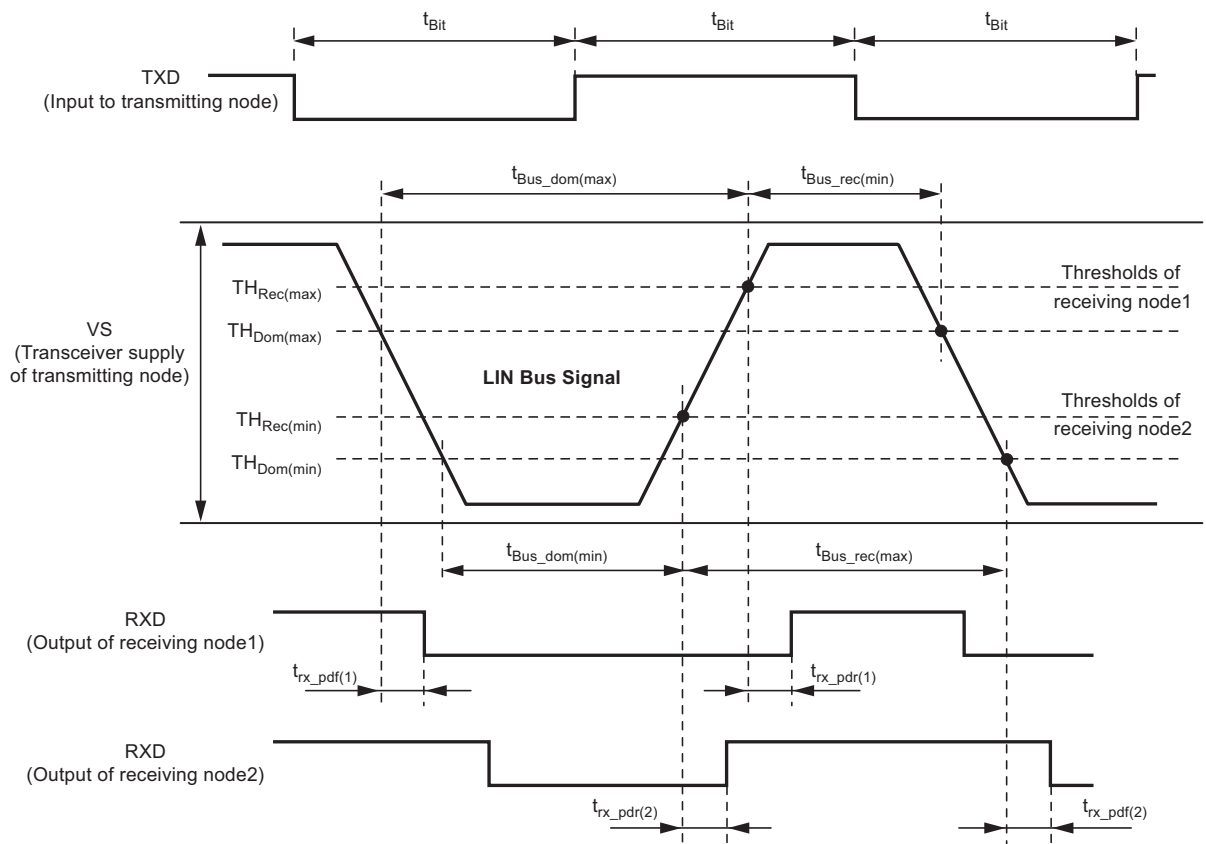 tBit
tBit
tBit
TXD
(Input to transmitting node)
tBus_dom(max)
tBus_rec(min)
THRec(max)
Thresholds of
receiving node1
VS
(Transceiver supply
of transmitting node)
THDom(max)
LIN Bus Signal
THRec(min)
Thresholds of
receiving node2
THDom(min)
tBus_dom(min)
tBus_rec(max)
RXD
(Output of receiving node1)
trx_pdf(1)
trx_pdr(1)
RXD
(Output of receiving node2)
trx_pdr(2)
trx_pdf(2)